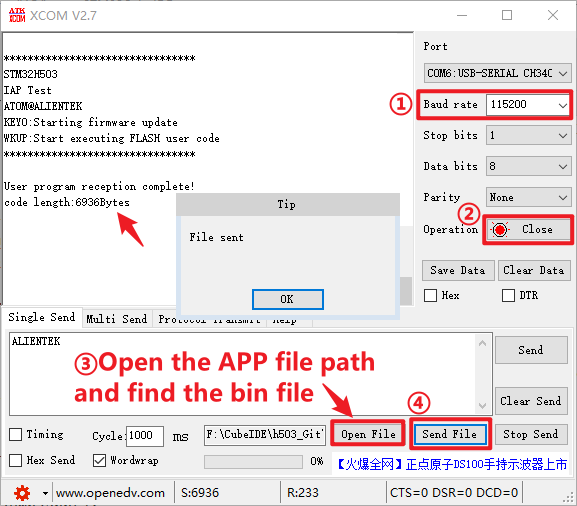 ATK
XCOM
XCOM V2.7
*******************************
STM32H503
IAP Test
ATOM@ALIENTEK
KEY0:Starting firmware update
WKUP:Start executing FLASH user code
*******************************
User program reception complete!
code length:6936Bytes
Tip
File sent
OK
Port
COM6:USB-SERIAL CH340
① Baud rate 115200
Stop bits 1
Data bits 8
Parity None
②
Operation Close
Save Data Clear Data
Hex DTR
Single Send Multi Send Protocol Transmit Help
ALIENTEK
③Open the APP file path
and find the bin file
④
Send
Clear Send
Timing Cycle: 1000 ms F:\CubeIDE\h503_Git Open File Send File Stop Send
Hex Send Wordwrap 0% 【火爆全网】正点原子DS100手持示波器上市
www.openedv.com S:6936 R:233 CTS=0 DSR=0 DCD=0